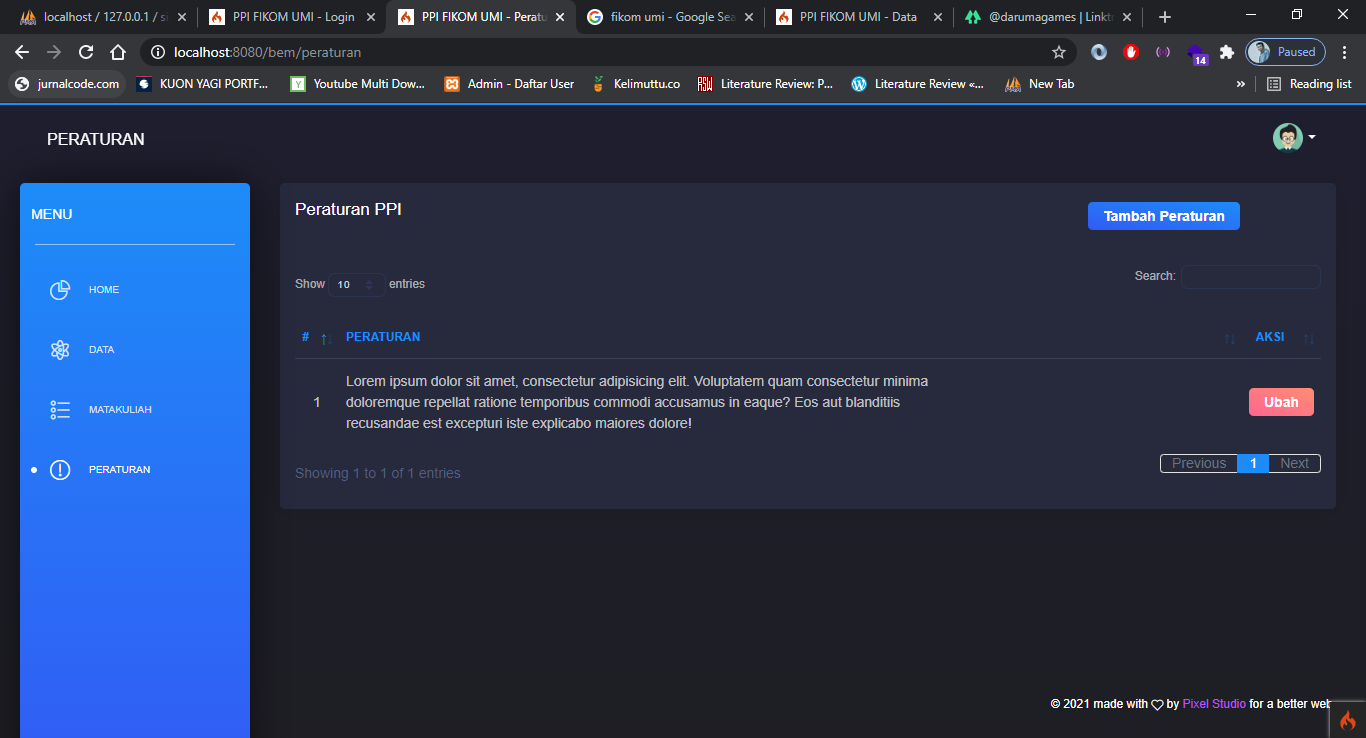 localhost / 127.0.0.1 / si
PPI FIKOM UMI - Login
PPI FIKOM UMI - Peratu
fikom umi - Google Sea
PPI FIKOM UMI - Data
@darumagames | Linktr
localhost:8080/bem/peraturan
14
Paused
jurnalcode.com
KUON YAGI PORTF...
Youtube Multi Dow...
Admin - Daftar User
Kelimuttu.co
Literature Review: P...
Literature Review «...
New Tab
»
Reading list
PERATURAN
MENU
HOME
DATA
MATAKULIAH
PERATURAN
Peraturan PPI
Tambah Peraturan
Show 10 entries
Search:
# PERATURAN AKSI
1
Lorem ipsum dolor sit amet, consectetur adipisicing elit. Voluptatem quam consectetur minima
doloremque repellat ratione temporibus commodi accusamus in eaque? Eos aut blanditiis
recusandae est excepturi iste explicabo maiores dolore!
Ubah
Showing 1 to 1 of 1 entries
Previous 1 Next
© 2021 made with by Pixel Studio for a better web